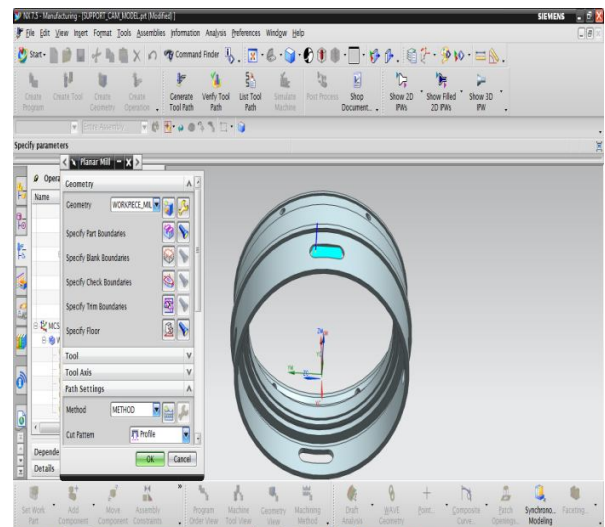 NX 7.5 - Manufacturing - [SUPPORT_CAM_MODEL.prt (Modified) ]
SIEMENS
File Edit View Insert Format Tools Assemblies Information Analysis Preferences Window Help
Start Command Finder
Create Program Create Tool Create Geometry Create Operation Generate Tool Path Verify Tool Path List Tool Path Simulate Machine Post Process Shop Document... Show 2D IPWs Show Filled 2D IPWs Show 3D IPW
Entire Assembly
Specify parameters
Planar Mill
Opera
Name
Geometry
Geometry WORKPIECE_MIL
Specify Part Boundaries
Specify Blank Boundaries
Specify Check Boundaries
Specify Trim Boundaries
MCS
Specify Floor
Tool
Tool Axis
Path Settings
Method METHOD
Cut Pattern Profile
Depende
OK Cancel
Details
Set Work Part Add Component Move Component Assembly Constraints Program Order View Machine Tool View Geometry View Machining Method Draft Analysis WAVE Geometry Point Composite Curve... Patch Openings... Synchrono... Modeling Faceting...